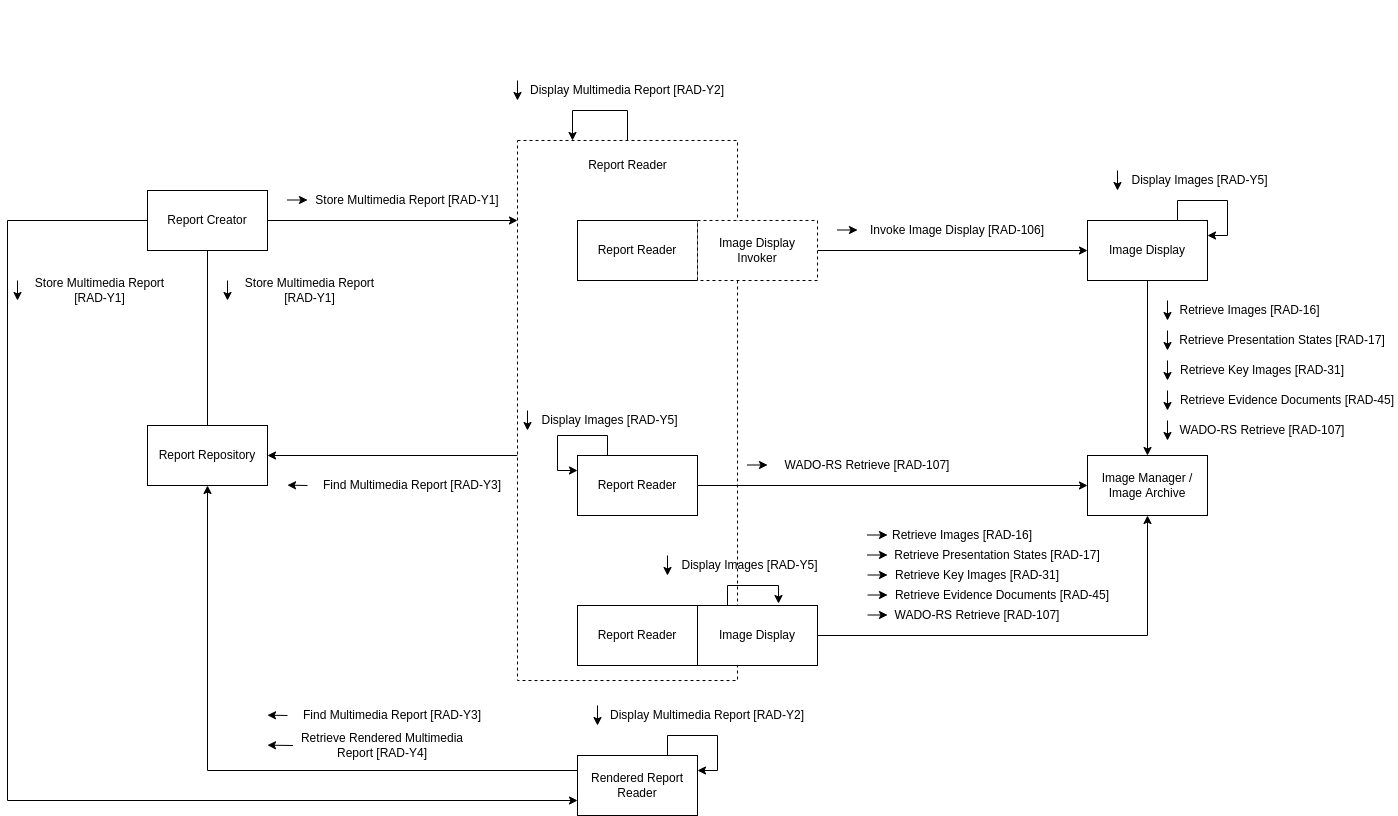 Display Multimedia Report [RAD-Y2]
Report Reader
Display Images [RAD-Y5]
Report Creator
Store Multimedia Report [RAD-Y1]
Report Reader
Image Display
Invoker
Invoke Image Display [RAD-106]
Image Display
Store Multimedia Report
[RAD-Y1]
Store Multimedia Report
[RAD-Y1]
Retrieve Images [RAD-16]
Retrieve Presentation States [RAD-17]
Retrieve Key Images [RAD-31]
Retrieve Evidence Documents [RAD-45]
WADO-RS Retrieve [RAD-107]
Display Images [RAD-Y5]
Report Repository
Find Multimedia Report [RAD-Y3]
Report Reader
WADO-RS Retrieve [RAD-107]
Image Manager /
Image Archive
Retrieve Images [RAD-16]
Retrieve Presentation States [RAD-17]
Retrieve Key Images [RAD-31]
Retrieve Evidence Documents [RAD-45]
WADO-RS Retrieve [RAD-107]
Display Images [RAD-Y5]
Report Reader
Image Display
Find Multimedia Report [RAD-Y3]
Retrieve Rendered Multimedia
Report [RAD-Y4]
Display Multimedia Report [RAD-Y2]
Rendered Report
Reader